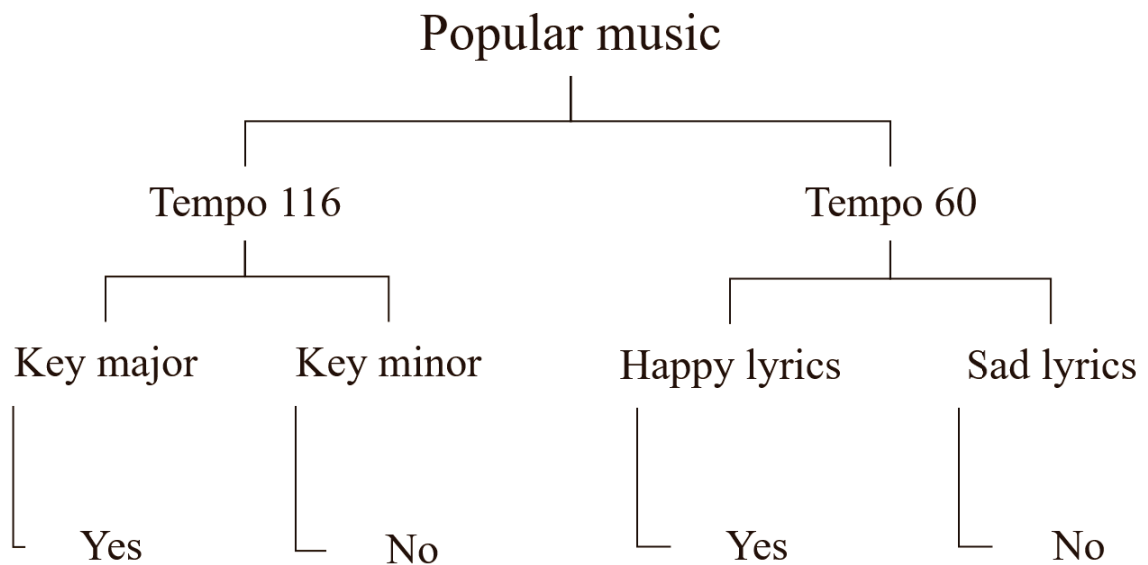 Popular music
Tempo 116
Tempo 60
Key major
Key minor
Happy lyrics
Sad lyrics
Yes
No
Yes
No